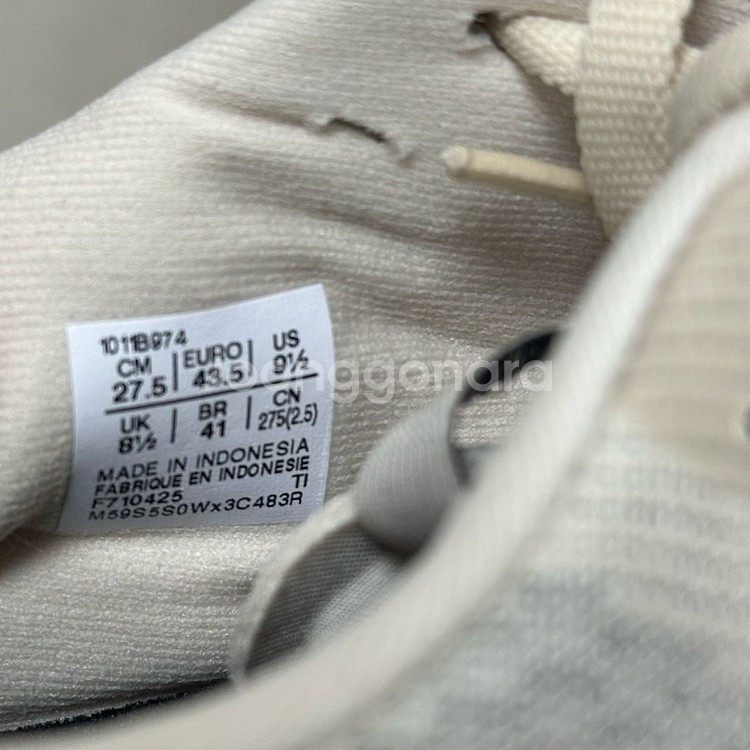 1011B974
CM 27.5 | EURO 43.5 | US 9½
UK 8½ | BR 41 | CN 275(2.5)
MADE IN INDONESIA
FABRIQUE EN INDONESIE
F710425 TI
M59S5S0Wx3C483R
bunggonara